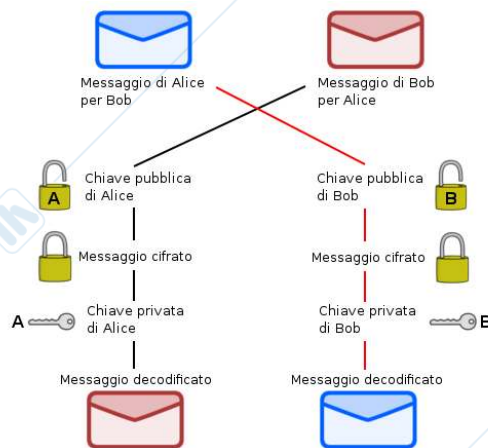 Messaggio di Alice
per Bob
Messaggio di Bob
per Alice
Chiave pubblica
di Alice
A
Chiave pubblica
di Bob
B
Messaggio cifrato
Messaggio cifrato
A
Chiave privata
di Alice
Chiave privata
di Bob
B
Messaggio decodificato
Messaggio decodificato